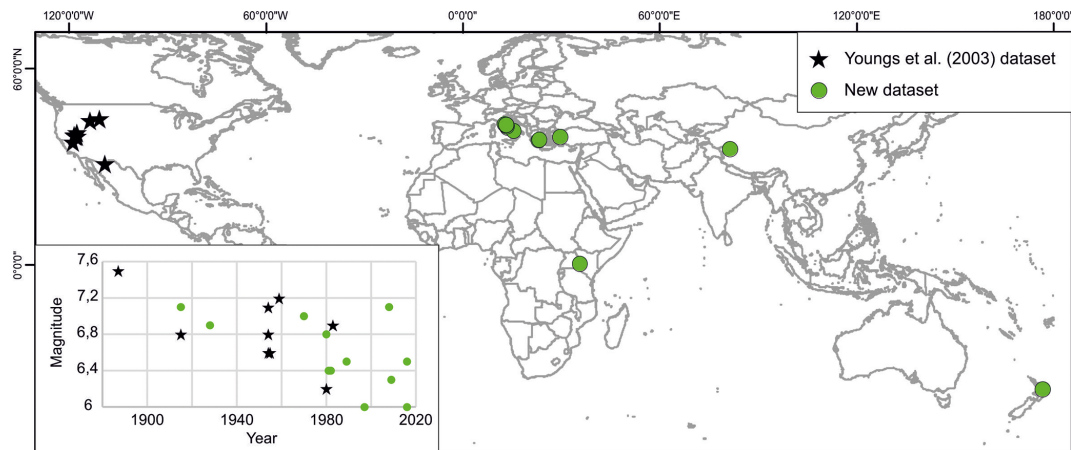 120°0'0"W 60°0'0"W 0°0'0" 60°0'0"E 120°0'0"E 180°0'0"
60°0'0"N
0°0'0"
Youngs et al. (2003) dataset
New dataset
7,6
7,2
6,8
6,4
6
Magnitude
1900 1940 1980 2020
Year